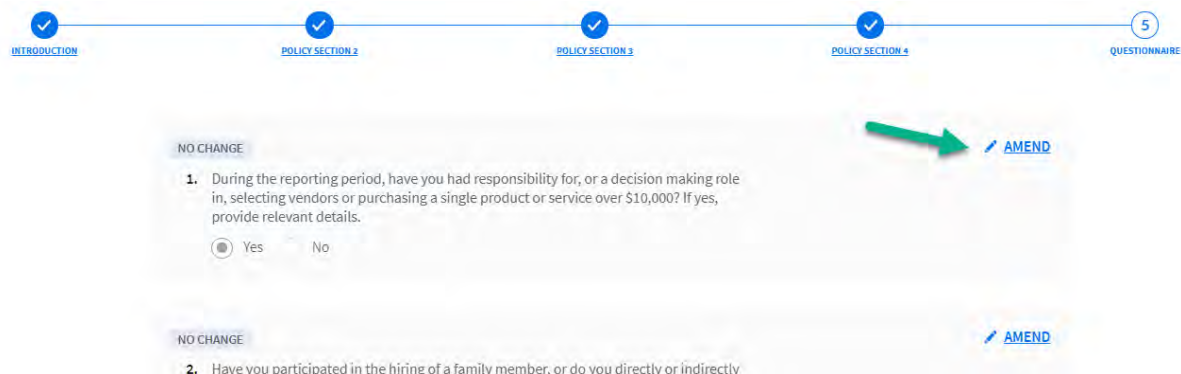 5
INTRODUCTION
POLICY SECTION 2
POLICY SECTION 3
POLICY SECTION 4
QUESTIONNAIRE
NO CHANGE
AMEND
1. During the reporting period, have you had responsibility for, or a decision making role
in, selecting vendors or purchasing a single product or service over $10,000? If yes,
provide relevant details.
Yes No
NO CHANGE
AMEND
2. Have you participated in the hiring of a family member, or do you directly or indirectly